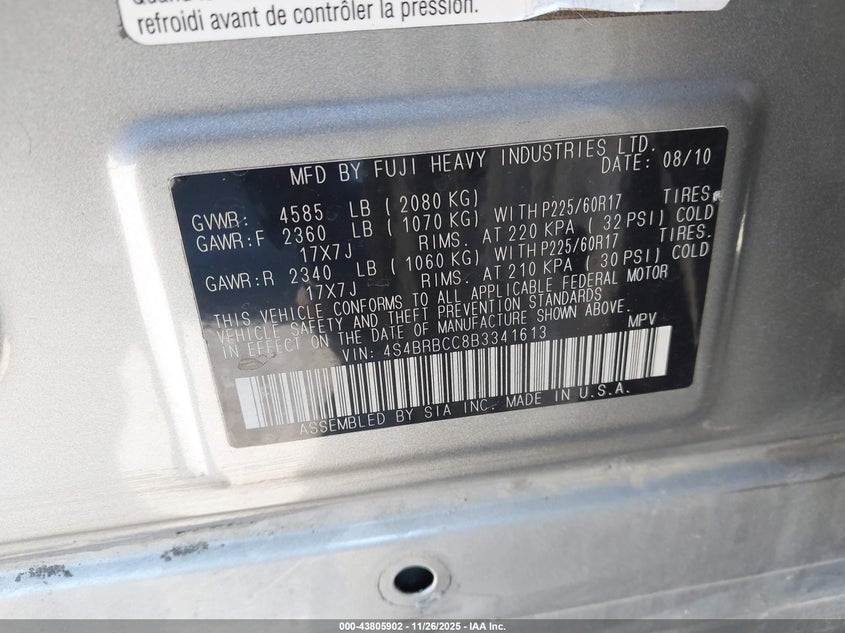 refroidi avant de contrôler la pression.
MFD BY FUJI HEAVY INDUSTRIES LTD.
DATE: 08/10
GVWR: 4585 LB ( 2080 KG)
GAWR:F 2360 LB ( 1070 KG) WITH P225/60R17 TIRES,
17X7J RIMS. AT 220 KPA ( 32 PSI) COLD
GAWR:R 2340 LB ( 1060 KG) WITH P225/60R17 TIRES.
17X7J RIMS. AT 210 KPA ( 30 PSI) COLD
THIS VEHICLE CONFORMS TO ALL APPLICABLE FEDERAL MOTOR
VEHICLE SAFETY AND THEFT PREVENTION STANDARDS
IN EFFECT ON THE DATE OF MANUFACTURE SHOWN ABOVE.
VIN: 4S4BRBCC8B3341613 MPV
ASSEMBLED BY SIA INC. MADE IN U.S.A.
000-43805902 - 11/26/2025 - IAA Inc.